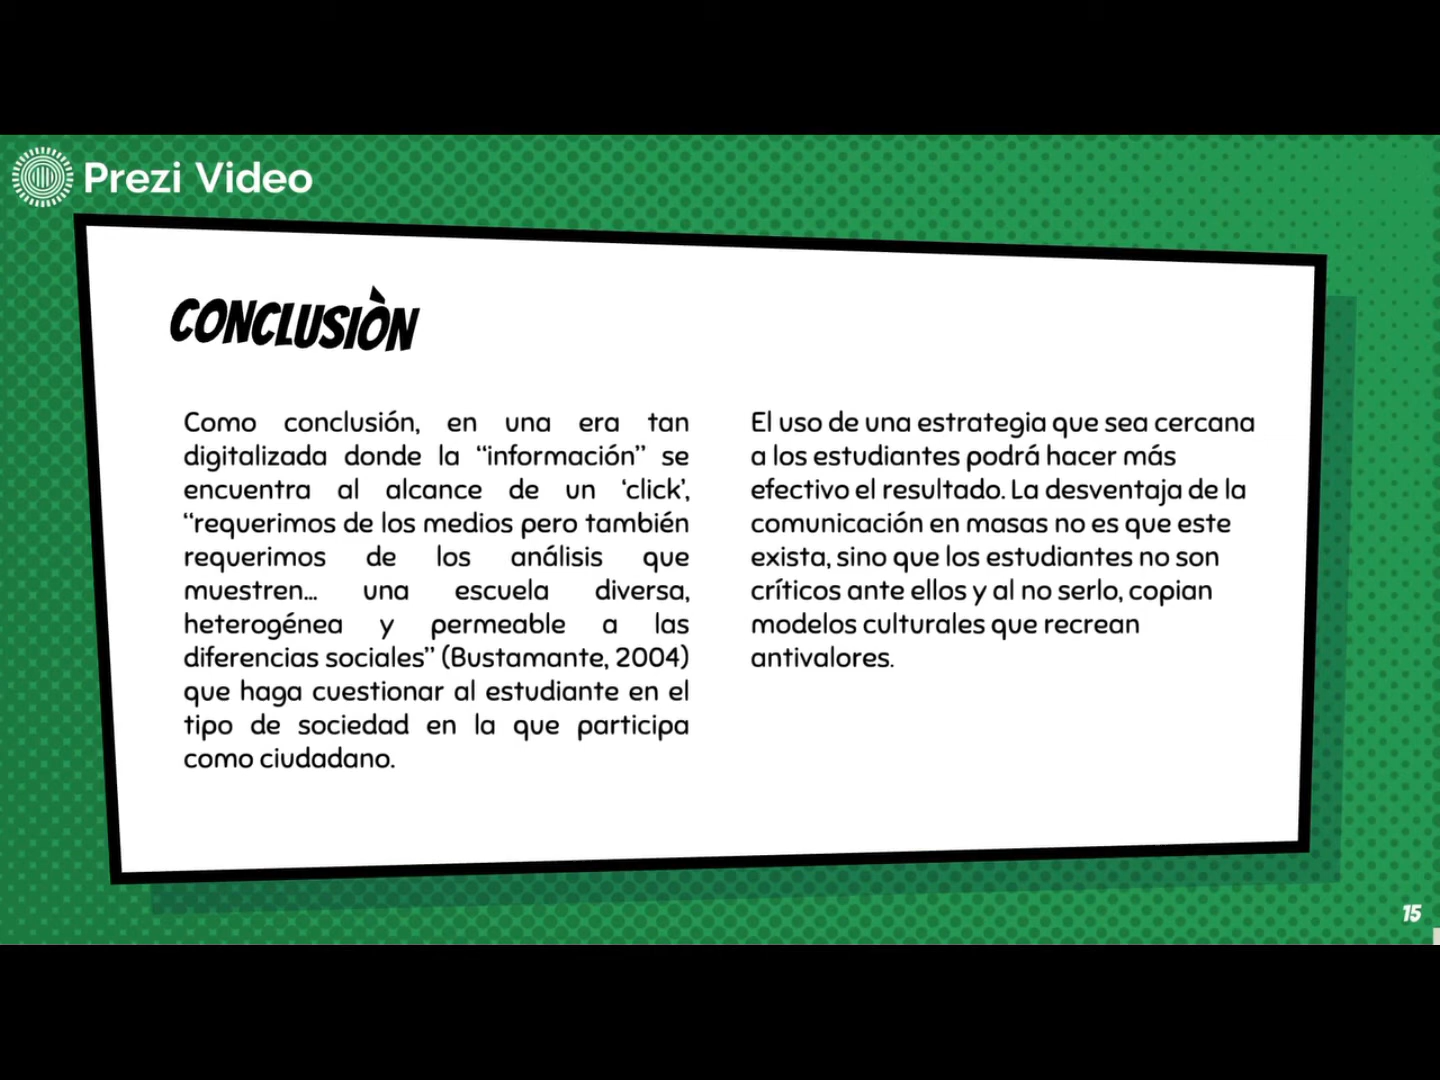 Prezi Video
CONCLUSIÒN
Como conclusión, en una era tan
digitalizada donde la “información” se
encuentra al alcance de un ‘click’,
“requerimos de los medios pero también
requerimos de los análisis que
muestren... una escuela diversa,
heterogénea y permeable a las
diferencias sociales” (Bustamante, 2004)
que haga cuestionar al estudiante en el
tipo de sociedad en la que participa
como ciudadano.
El uso de una estrategia que sea cercana
a los estudiantes podrá hacer más
efectivo el resultado. La desventaja de la
comunicación en masas no es que este
exista, sino que los estudiantes no son
críticos ante ellos y al no serlo, copian
modelos culturales que recrean
antivalores.
15